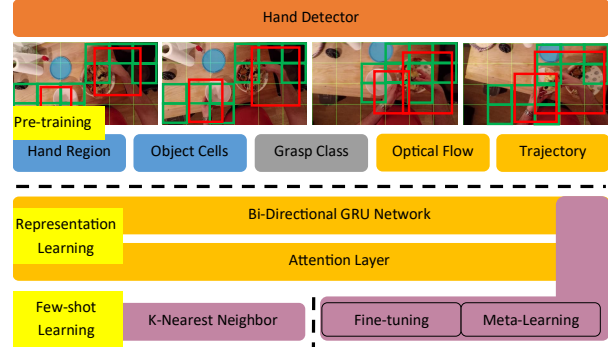 Hand Detector
Pre-training
Hand Region
Object Cells
Grasp Class
Optical Flow
Trajectory
Representation
Learning
Bi-Directional GRU Network
Attention Layer
Few-shot
Learning
K-Nearest Neighbor
Fine-tuning
Meta-Learning